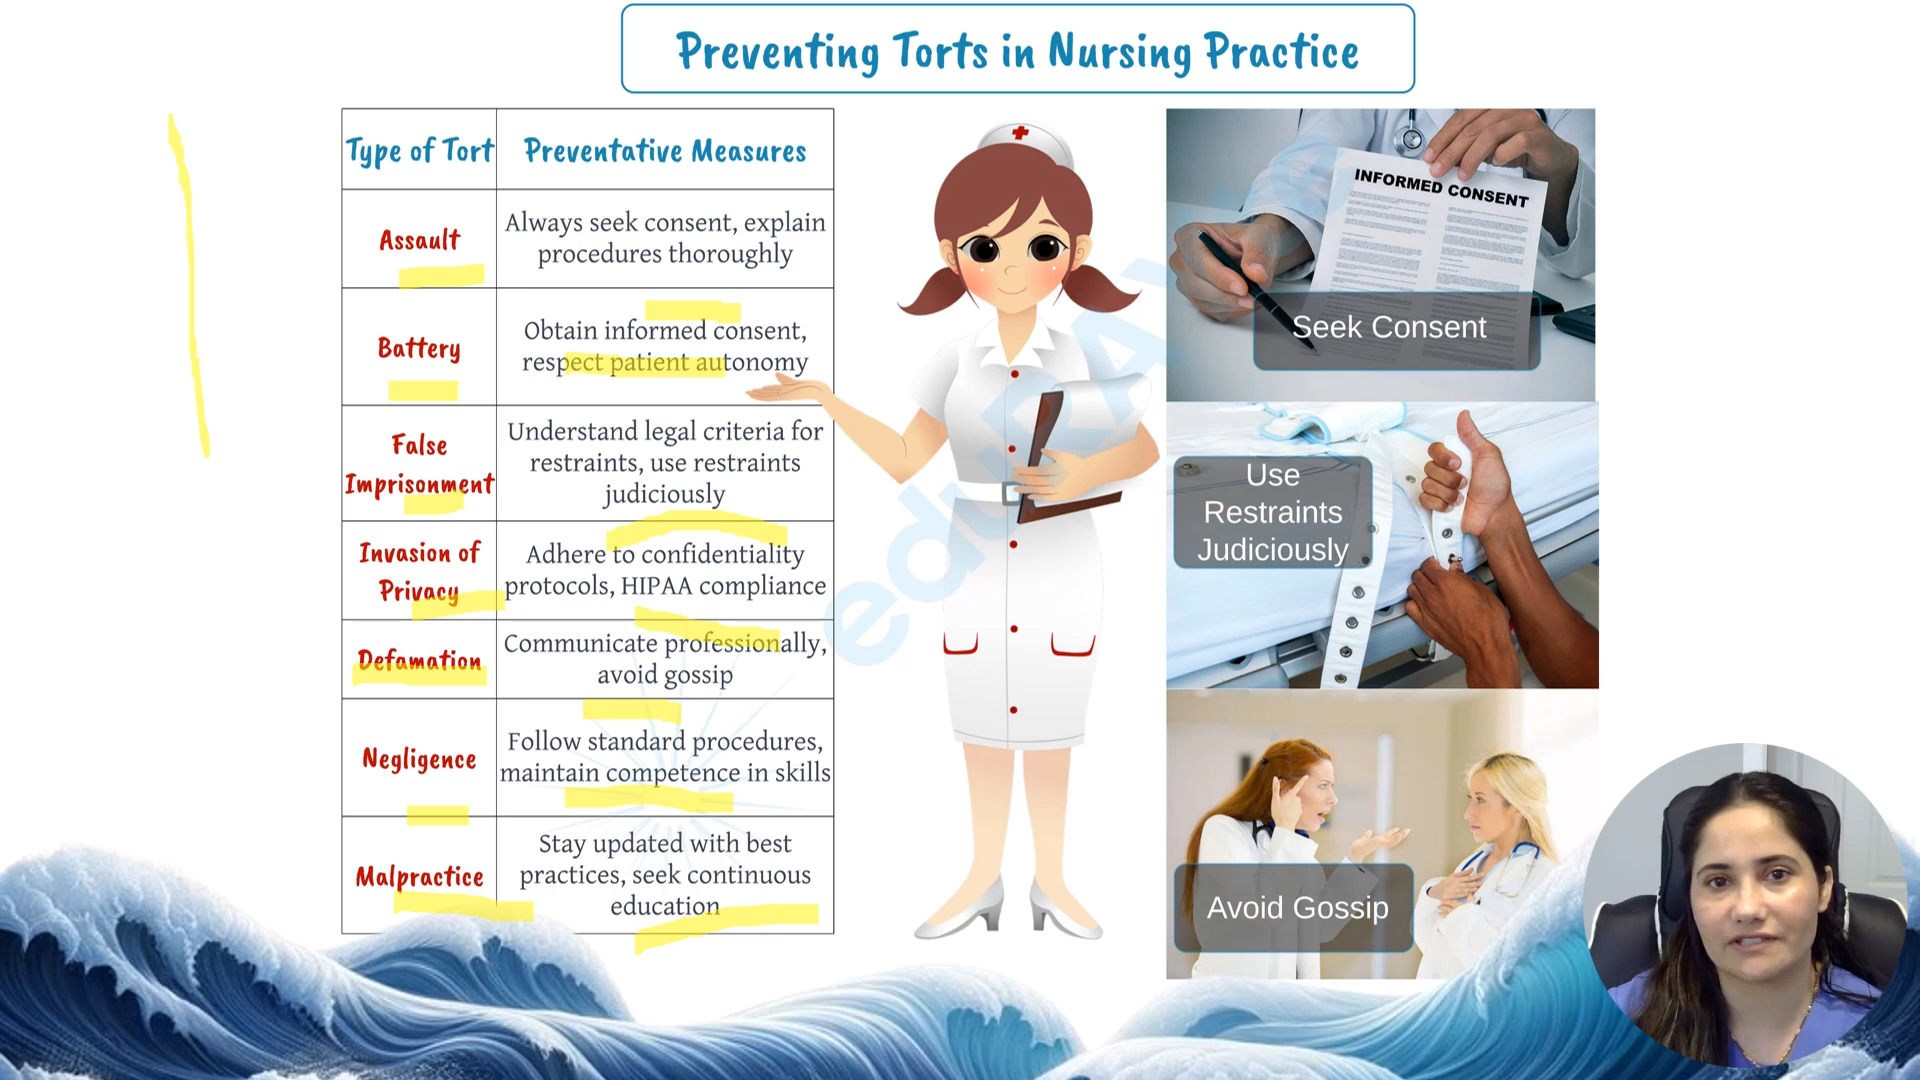 Preventing Torts in Nursing Practice
Type of Tort
Preventative Measures
Assault
Always seek consent, explain
procedures thoroughly
Battery
Obtain informed consent,
respect patient autonomy
False
Imprisonment
Understand legal criteria for
restraints, use restraints
judiciously
Invasion of
Privacy
Adhere to confidentiality
protocols, HIPAA compliance
Defamation
Communicate professionally,
avoid gossip
Negligence
Follow standard procedures,
maintain competence in skills
Malpractice
Stay updated with best
practices, seek continuous
education
INFORMED CONSENT
Seek Consent
Use
Restraints
Judiciously
Avoid Gossip